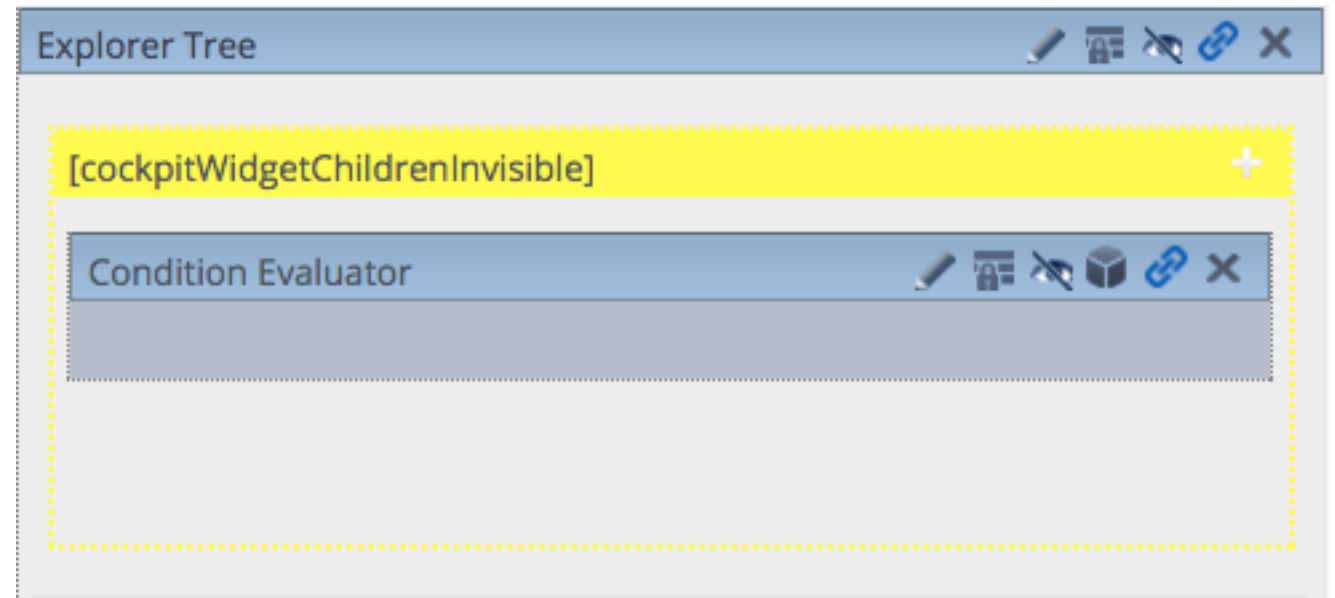 Explorer Tree
[cockpitWidgetChildrenInvisible]
Condition Evaluator